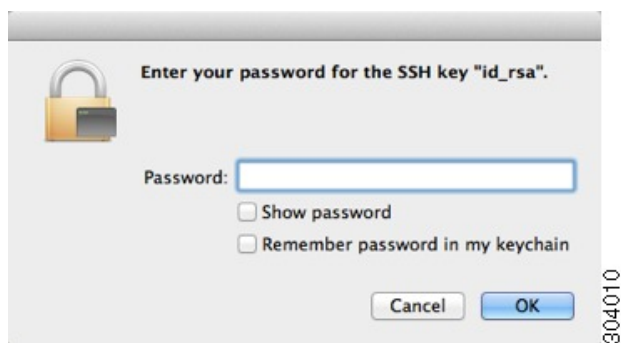 Enter your password for the SSH key "id_rsa".
Password:
Show password
Remember password in my keychain
Cancel
OK
304010